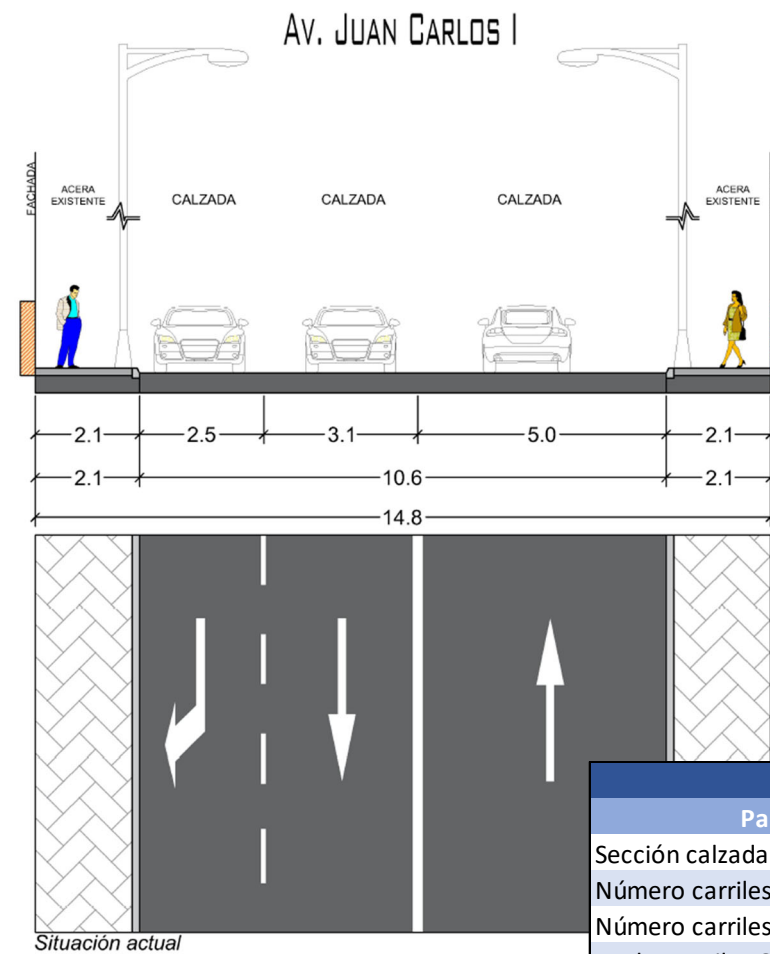 Av. Juan Carlos I
FACHADA
ACERA
EXISTENTE
CALZADA
CALZADA
CALZADA
ACERA
EXISTENTE
2.1 2.5 3.1 5.0 2.1
2.1 10.6 2.1
14.8
Pa
Sección calzada
Número carriles
Número carriles
Situación actual